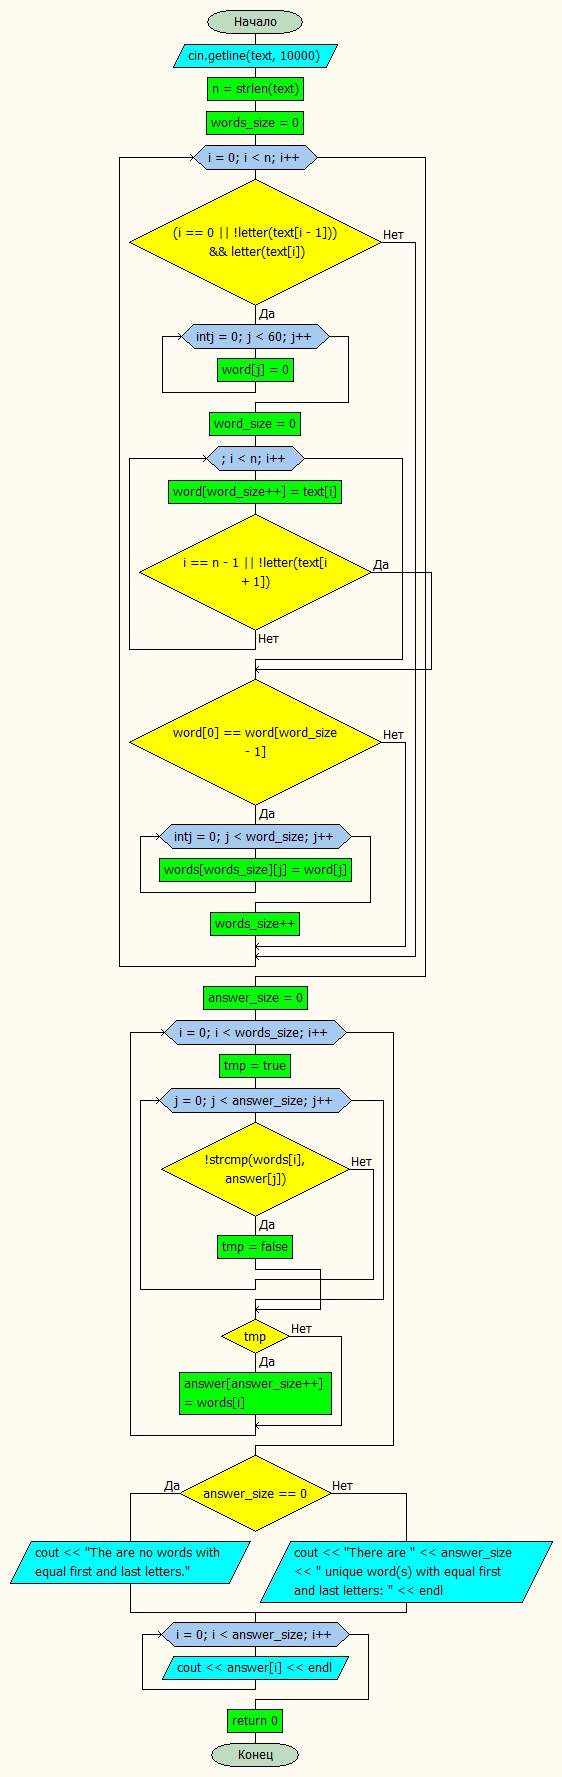 Начало
cin.getline(text, 10000)
n = strlen(text)
words_size = 0
i = 0; i < n; i++
(i == 0 || !letter(text[i - 1]))
&& letter(text[i])
Нет
Да
intj = 0; j < 60; j++
word[j] = 0
word_size = 0
; i < n; i++
word[word_size++] = text[i]
i == n - 1 || !letter(text[i
+ 1])
Да
Нет
word[0] == word[word_size
- 1]
Нет
Да
intj = 0; j < word_size; j++
words[words_size][j] = word[j]
words_size++
answer_size = 0
i = 0; i < words_size; i++
tmp = true
j = 0; j < answer_size; j++
!strcmp(words[i],
answer[j])
Нет
Да
tmp = false
tmp
Нет
Да
answer[answer_size++]
= words[i]
answer_size == 0
Да
Нет
cout << "The are no words with
equal first and last letters."
cout << "There are " << answer_size
<< " unique word(s) with equal first
and last letters: " << endl
i = 0; i < answer_size; i++
cout << answer[i] << endl
return 0
Конец